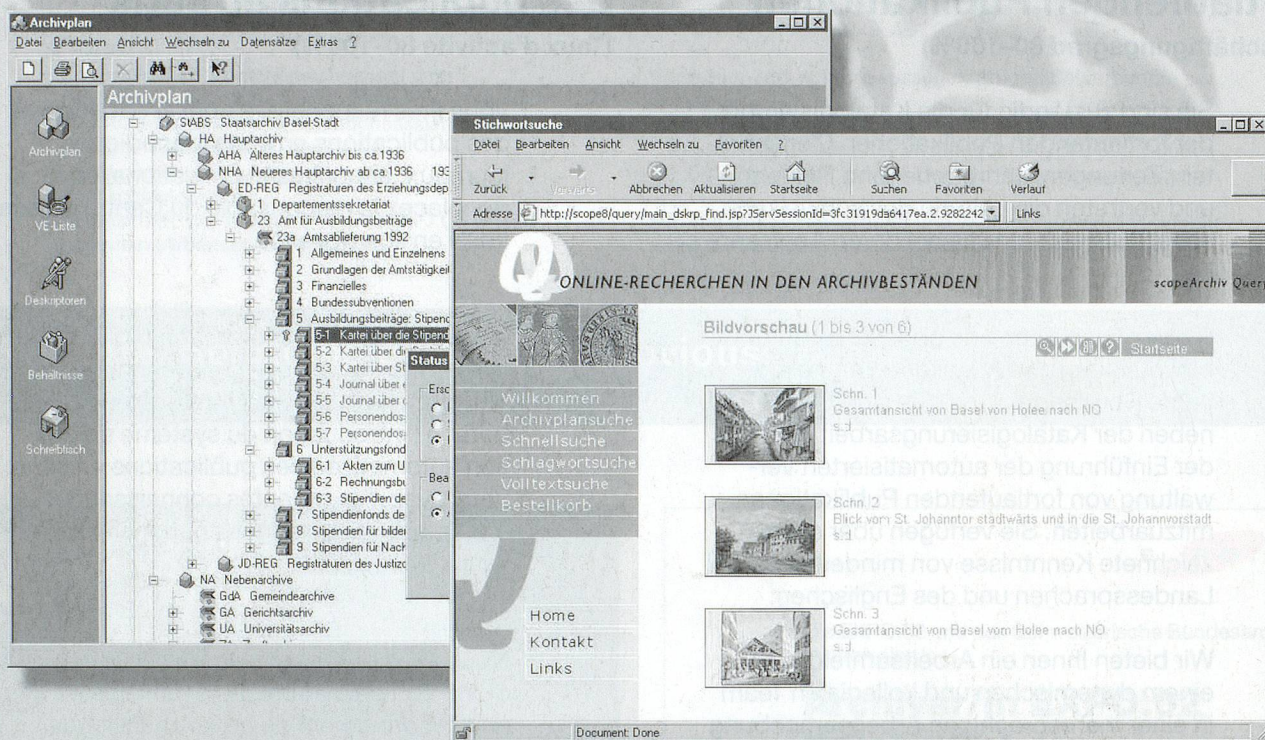 Archivplan
Datei Bearbeiten Ansicht Wechseln zu Datensätze Extras ?
Archivplan
Archivplan
VE-Liste
Deskriptoren
Behältnisse
Schreibtisch
StABS Staatsarchiv Basel-Stadt
HA Hauptarchiv
AHA Älteres Hauptarchiv bis ca.1936
NHA Neueres Hauptarchiv ab ca.1936 193
ED-REG Registraturen des Erziehungsdep
1 Departementssekretariat
23 Amt für Ausbildungsbeiträge
23a Amtsablieferung 1992
1 Allgemeines und Einzelnens
2 Grundlagen der Amtstätigkeit
3 Finanzielles
4 Bundessubventionen
5 Ausbildungsbeiträge: Stipend
5-1 Kartei über die Stipend
5-2 Kartei über die
5-3 Kartei über St
5-4 Journal über
5-5 Journal über
5-6 Personendos
5-7 Personendos
6 Unterstützungsfond
6-1 Akten zum U
6-2 Rechnungsbu
6-3 Stipendien de
7 Stipendienfonds de
8 Stipendien für bilder
9 Stipendien für Nach
JD-REG Registraturen des Justizd
NA Nebenarchive
GdA Gemeindearchive
GA Gerichtsarchiv
UA Universitätsarchiv
Status
Ersc
Bea
Stichwortsuche
Datei Bearbeiten Ansicht Wechseln zu Favoriten ?
Zurück Vorwärts Abbrechen Aktualisieren Startseite Suchen Favoriten Verlauf
Adresse http://scope8/query/main_dskrp_find.jsp?JServSessionId=3fc31919da6417ea.2.9282242 Links
ONLINE-RECHERCHEN IN DEN ARCHIVBESTÄNDEN scopeArchiv Query
Bildvorschau (1 bis 3 von 6)
Startseite
Willkommen
Archivplansuche
Schnellsuche
Schlagwortsuche
Volltextsuche
Bestellkorb
Home
Kontakt
Links
Schn. 1
Gesamtansicht von Basel von Holee nach NO
s.d.
Schn. 2
Blick vom St. Johanntor stadtwärts und in die St. Johannvorstadt
s.d.
Schn. 3
Gesamtansicht von Basel vom Holee nach NO
s.d.
Document: Done